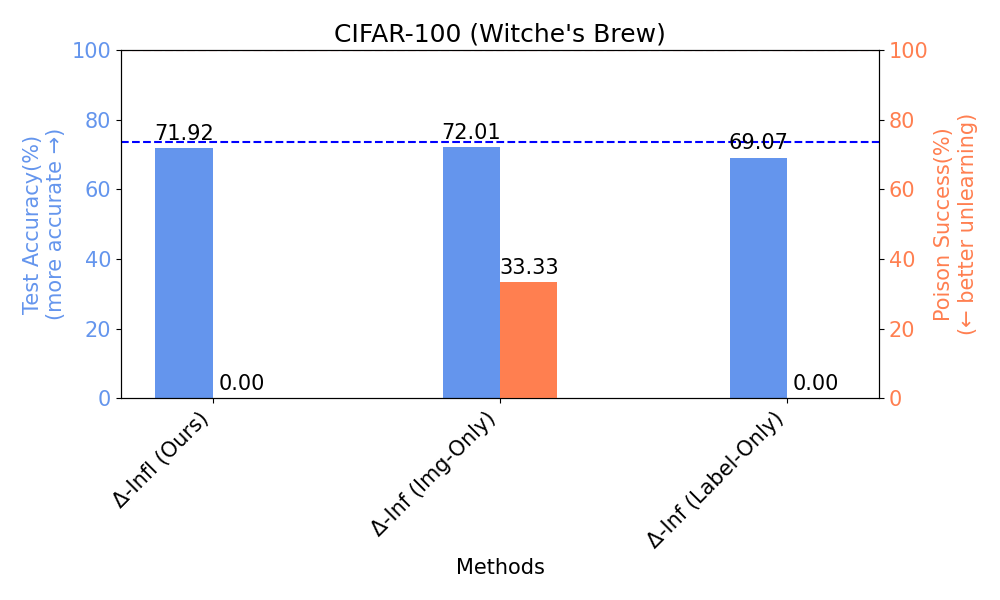 CIFAR-100 (Witche's Brew)
100
80
60
40
20
0
Test Accuracy(%)
(more accurate →)
71.92
0.00
72.01
33.33
69.07
0.00
100
80
60
40
20
0
Poison Success(%)
(← better unlearning)
Δ-Infl (Ours)
Δ-Inf (Img-Only)
Δ-Inf (Label-Only)
Methods